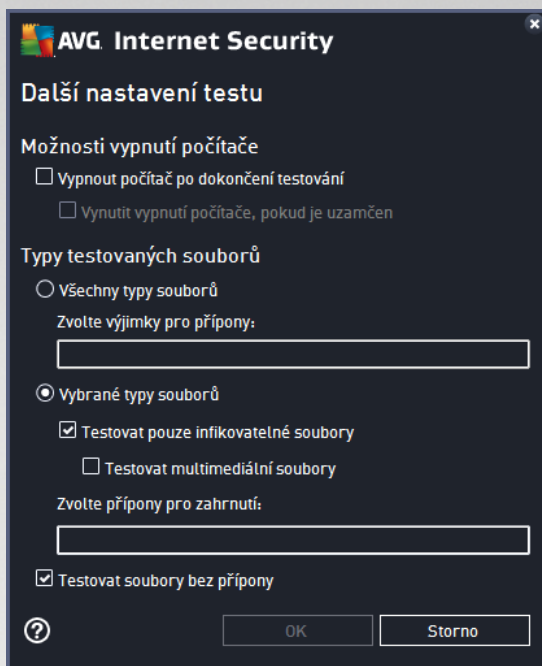 AVG. Internet Security
Další nastavení testu
Možnosti vypnutí počítače
Vypnout počítač po dokončení testování
Vynutit vypnutí počítače, pokud je uzamčen
Typy testovaných souborů
Všechny typy souborů
Zvolte výjimky pro přípony:
Vybrané typy souborů
Testovat pouze infikovatelné soubory
Testovat multimediální soubory
Zvolte přípony pro zahrnutí:
Testovat soubory bez přípony
OK
Storno